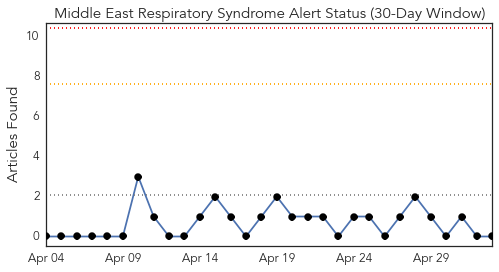 Middle East Respiratory Syndrome Alert Status (30-Day Window)
Articles Found
10
8
6
4
2
0
Apr 04 Apr 09 Apr 14 Apr 19 Apr 24 Apr 29